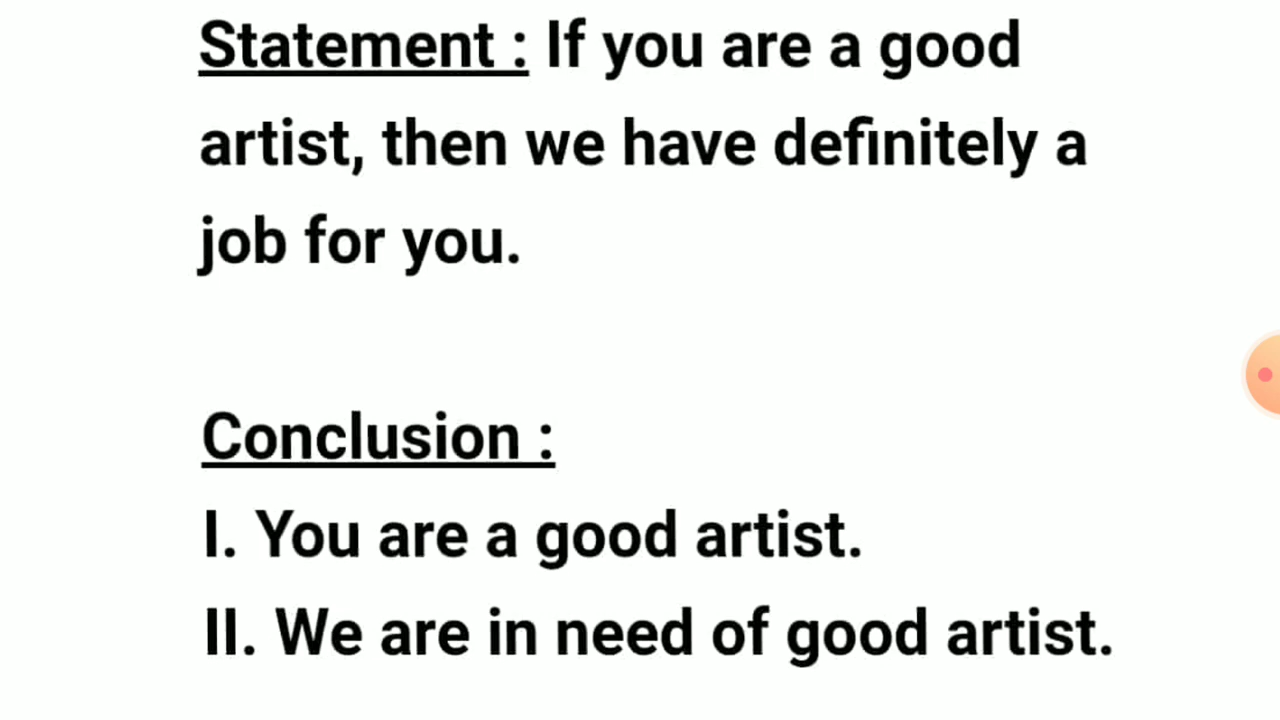 Statement : If you are a good
artist, then we have definitely a
job for you.
Conclusion :
I. You are a good artist.
II. We are in need of good artist.